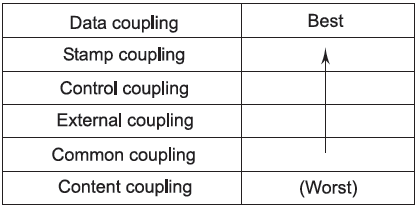 Data coupling Best
Stamp coupling
Control coupling
External coupling
Common coupling
Content coupling (Worst)